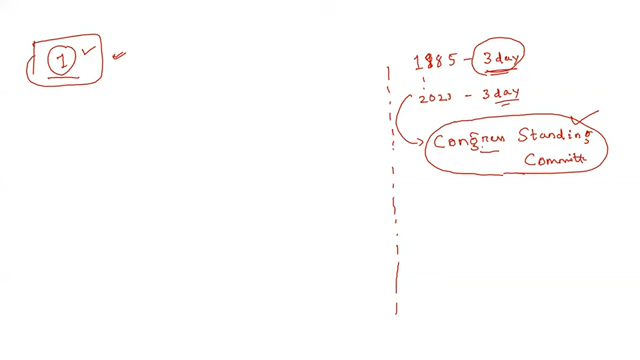 1
1885 - 3 day
2023 - 3 day
Congress Standing
Committ